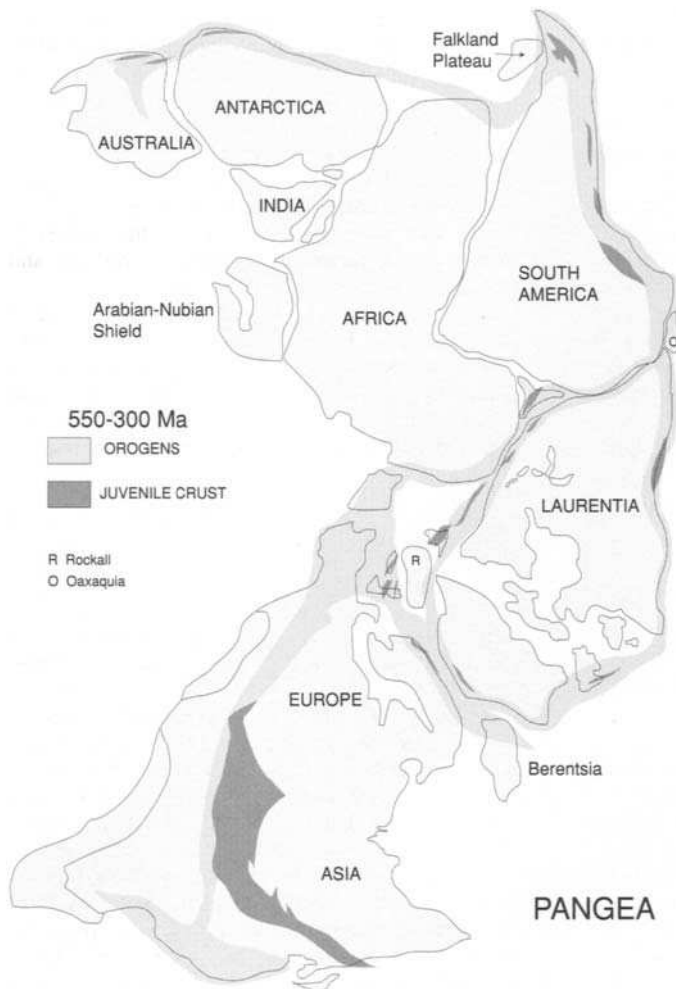 Falkland
Plateau
ANTARCTICA
AUSTRALIA
INDIA
SOUTH
AMERICA
Arabian-Nubian
Shield
AFRICA
O
550-300 Ma
OROGENS
JUVENILE CRUST
LAURENTIA
R Rockall
O Oaxaquia
R
EUROPE
Berentsia
ASIA
PANGEA